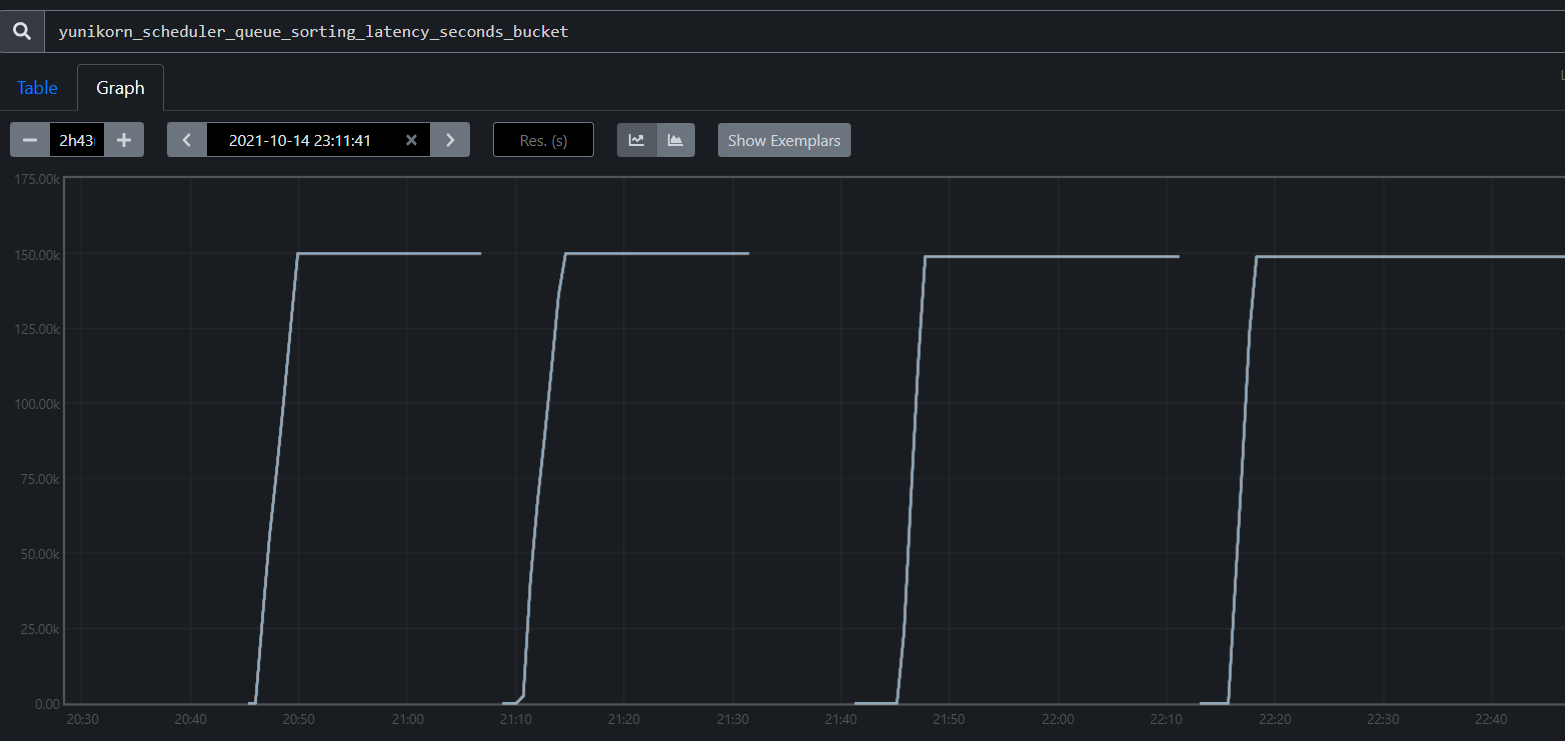 yunikorn_scheduler_queue_sorting_latency_seconds_bucket
Table Graph
2h43 2021-10-14 23:11:41 Res. (s) Show Exemplars
175.00k
150.00k
125.00k
100.00k
75.00k
50.00k
25.00k
0.00
20:30 20:40 20:50 21:00 21:10 21:20 21:30 21:40 21:50 22:00 22:10 22:20 22:30 22:40